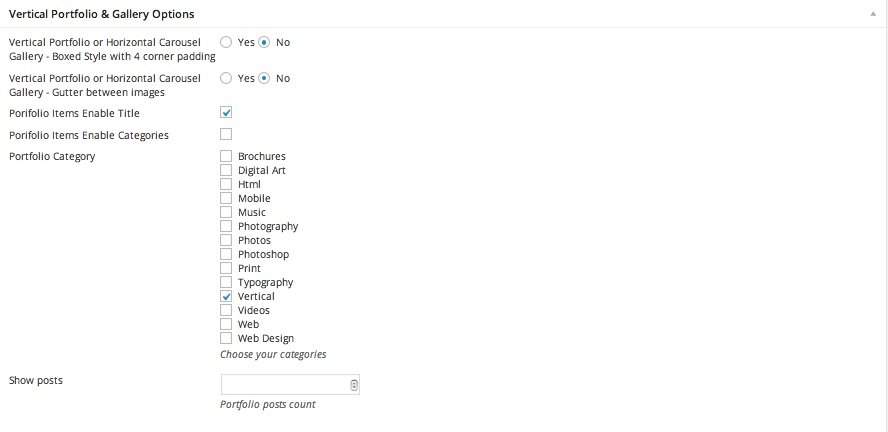 Vertical Portfolio & Gallery Options
Vertical Portfolio or Horizontal Carousel
Gallery - Boxed Style with 4 corner padding
Yes No
Vertical Portfolio or Horizontal Carousel
Gallery - Gutter between images
Yes No
Porifolio Items Enable Title
Porifolio Items Enable Categories
Portfolio Category
Brochures
Digital Art
Html
Mobile
Music
Photography
Photos
Photoshop
Print
Typography
Vertical
Videos
Web
Web Design
Choose your categories
Show posts
Portfolio posts count